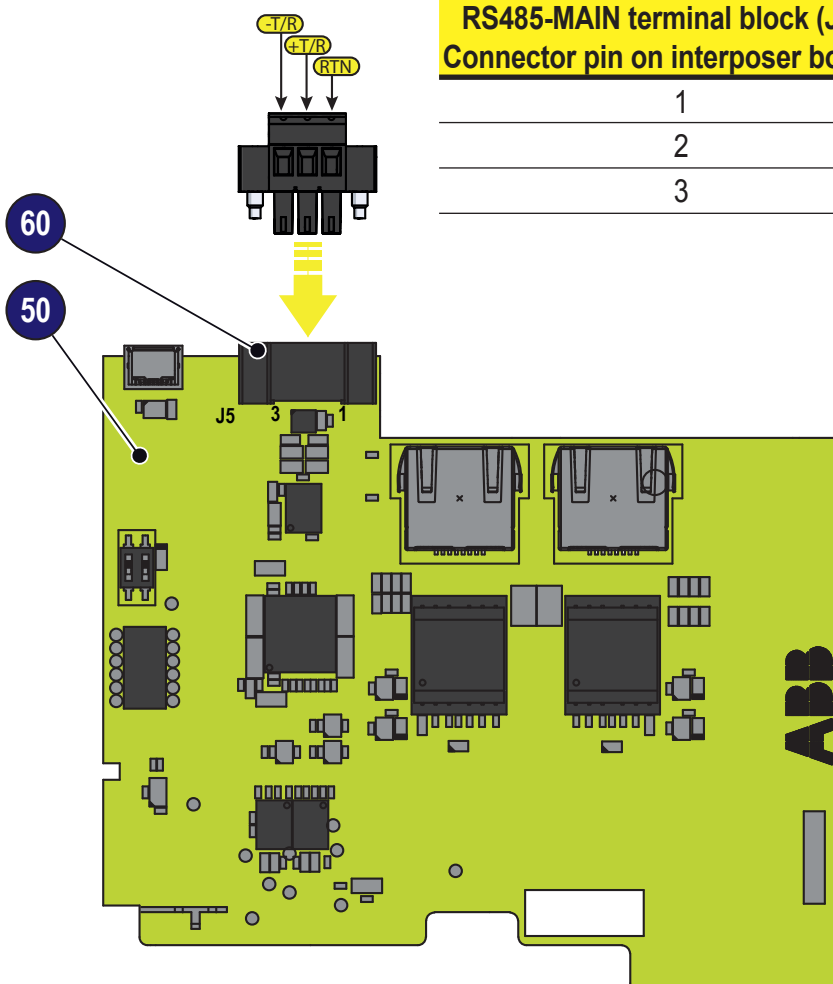 -T/R
+T/R
RTN
RS485-MAIN terminal block (J
Connector pin on interposer bo
1
2
3
60
50
J5 3 1
ABB